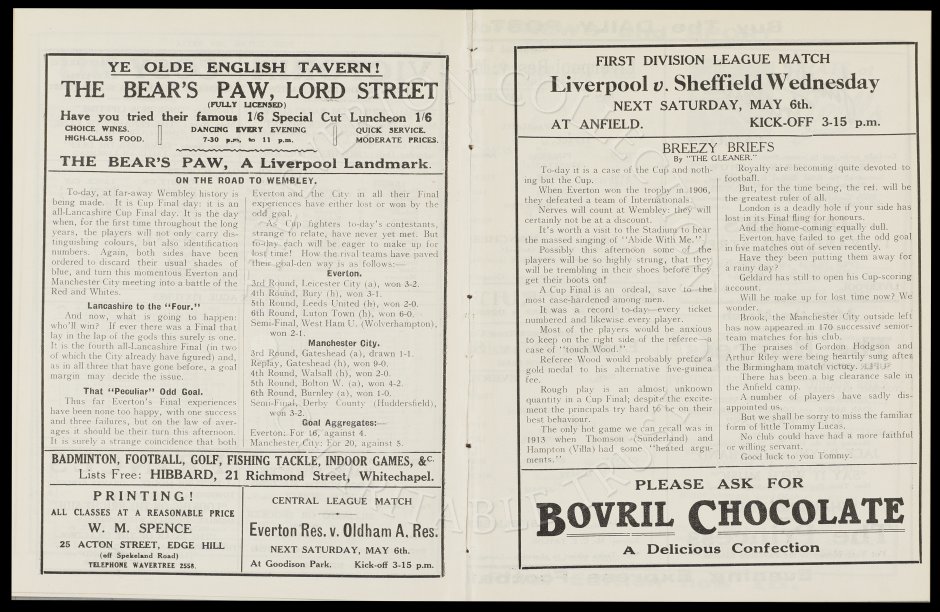 YE OLDE ENGLISH TAVERN!
THE BEAR'S PAW, LORD STREET
(FULLY LICENSED)
Have you tried their famous 1/6 Special Cut Luncheon 1/6
CHOICE WINES.
HIGH-CLASS FOOD.
DANCING EVERY EVENING
7-30 p.m. to 11 p.m.
QUICK SERVICE.
MODERATE PRICES.
THE BEAR'S PAW, A Liverpool Landmark.
ON THE ROAD TO WEMBLEY.
To-day, at far-away Wembley history is
being made. It is Cup Final day: it is an
all-Lancashire Cup Final day. It is the day
when, for the first time throughout the long
years, the players will not only carry dis-
tinguishing colours, but also identification
numbers. Again, both sides have been
ordered to discard their usual shades of
blue, and turn this momentous Everton and
Manchester City meeting into a battle of the
Red and Whites.
Lancashire to the "Four."
And now, what is going to happen:
who'll win? If ever there was a Final that
lay in the lap of the gods this surely is one.
It is the fourth all-Lancashire Final (in two
of which the City already have figured) and,
as in all three that have gone before, a goal
margin may decide the issue.
That "Peculiar" Odd Goal.
Thus far Everton's Final experiences
have been none too happy, with one success
and three failures, but on the law of aver-
ages it should be their turn this afternoon.
It is surely a strange coincidence that both
Everton and the City in all their Final
experiences have either lost or won by the
odd goal.
As Cup fighters to-day's contestants,
strange to relate, have never yet met. But
to-day each will be eager to make up for
lost time! How the rival teams have paved
their goal-den way is as follows:—
Everton.
3rd Round, Leicester City (a), won 3-2.
4th Round, Bury (h), won 3-1.
5th Round, Leeds United (h), won 2-0.
6th Round, Luton Town (h), won 6-0.
Semi-Final, West Ham U. (Wolverhampton),
won 2-1.
Manchester City.
3rd Round, Gateshead (a), drawn 1-1.
Replay, Gateshead (h), won 9-0.
4th Round, Walsall (h), won 2-0.
5th Round, Bolton W. (a), won 4-2.
6th Round, Burnley (a), won 1-0.
Semi-Final, Derby County (Huddersfield),
won 3-2.
Goal Aggregates:—
Everton: For 16, against 4.
Manchester City: For 20, against 5.
BADMINTON, FOOTBALL, GOLF, FISHING TACKLE, INDOOR GAMES, &c.
Lists Free: HIBBARD, 21 Richmond Street, Whitechapel.
PRINTING!
ALL CLASSES AT A REASONABLE PRICE
W. M. SPENCE
25 ACTON STREET, EDGE HILL
(off Spekeland Road)
TELEPHONE WAVERTREE 2558.
CENTRAL LEAGUE MATCH
Everton Res. v. Oldham A. Res.
NEXT SATURDAY, MAY 6th.
At Goodison Park. Kick-off 3-15 p.m.
FIRST DIVISION LEAGUE MATCH
Liverpool v. Sheffield Wednesday
NEXT SATURDAY, MAY 6th.
AT ANFIELD. KICK-OFF 3-15 p.m.
BREEZY BRIEFS
By "THE GLEANER."
To-day it is a case of the Cup and noth-
ing but the Cup.
When Everton won the trophy in 1906,
they defeated a team of Internationals.
Nerves will count at Wembley: they will
certainly not be at a discount.
It's worth a visit to the Stadium to hear
the massed singing of "Abide With Me."
Possibly this afternoon some of the
players will be so highly strung, that they
will be trembling in their shoes before they
get their boots on!
A Cup Final is an ordeal, save to the
most case-hardened among men.
It was a record to-day—every ticket
numbered and likewise every player.
Most of the players would be anxious
to keep on the right side of the referee—a
case of "touch Wood."
Referee Wood would probably prefer a
gold medal to his alternative five-guinea
fee.
Rough play is an almost unknown
quantity in a Cup Final; despite the excite-
ment the principals try hard to be on their
best behaviour.
The only hot game we can recall was in
1913 when Thomson (Sunderland) and
Hampton (Villa) had some "heated argu-
ments."
Royalty are becoming quite devoted to
football.
But, for the time being, the ref. will be
the greatest ruler of all.
London is a deadly hole if your side has
lost in its Final fling for honours.
And the home-coming equally dull.
Everton have failed to get the odd goal
in five matches out of seven recently.
Have they been putting them away for
a rainy day?
Geldard has still to open his Cup-scoring
account.
Will he make up for lost time now? We
wonder.
Brook, the Manchester City outside left
has now appeared in 170 successive senior-
team matches for his club.
The praises of Gordon Hodgson and
Arthur Riley were being heartily sung after
the Birmingham match victory.
There has been a big clearance sale in
the Anfield camp.
A number of players have sadly dis-
appointed us.
But we shall be sorry to miss the familiar
form of little Tommy Lucas.
No club could have had a more faithful
or willing servant.
Good luck to you Tommy.
PLEASE ASK FOR
BOVRIL CHOCOLATE
A Delicious Confection